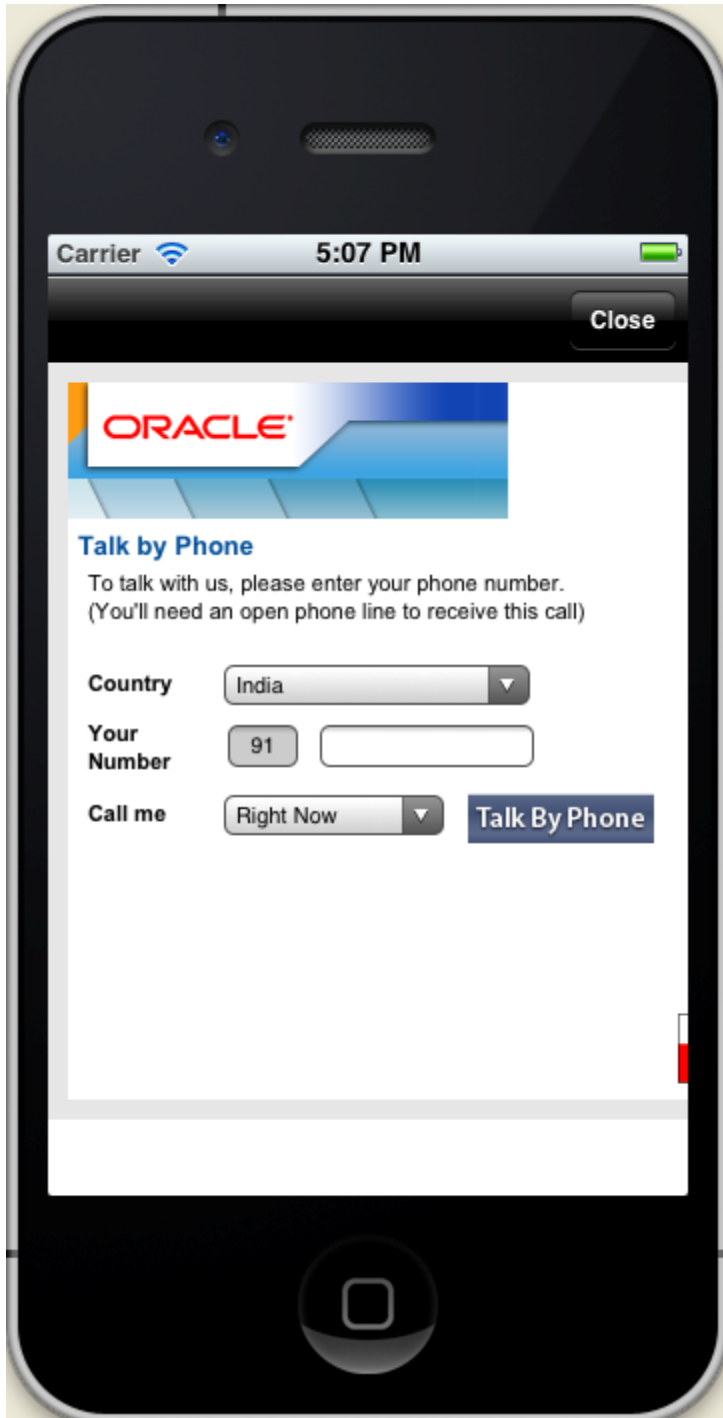 Carrier 5:07 PM
Close
ORACLE
Talk by Phone
To talk with us, please enter your phone number.
(You'll need an open phone line to receive this call)
Country India
Your
Number 91
Call me Right Now Talk By Phone